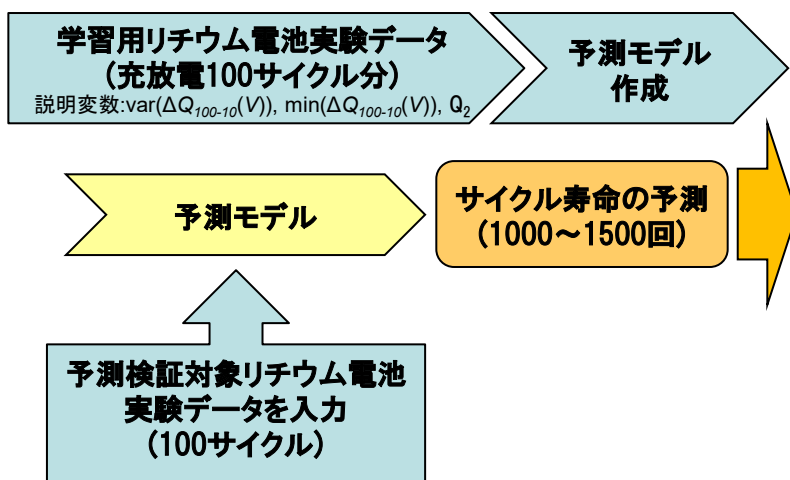 学習用リチウム電池実験データ
(充放電100サイクル分)
説明変数:var(ΔQ100-10(V)), min(ΔQ100-10(V)), Q2
予測モデル
作成
予測モデル
サイクル寿命の予測
(1000～1500回)
予測検証対象リチウム電池
実験データを入力
(100サイクル)